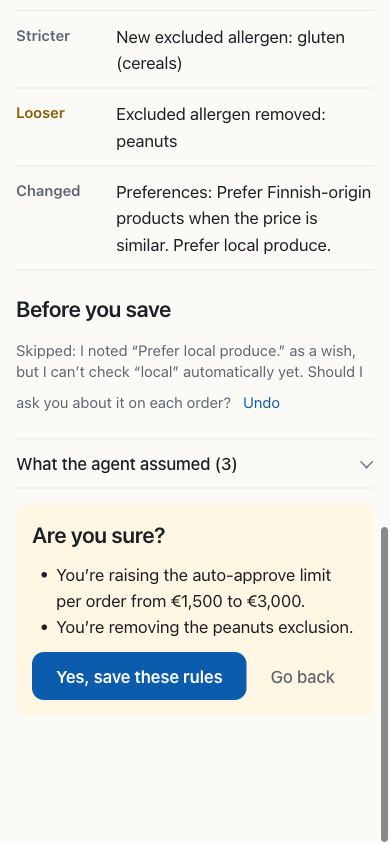 Stricter
New excluded allergen: gluten
(cereals)
Looser
Excluded allergen removed:
peanuts
Changed
Preferences: Prefer Finnish-origin
products when the price is
similar. Prefer local produce.
Before you save
Skipped: I noted “Prefer local produce.” as a wish,
but I can’t check “local” automatically yet. Should I
ask you about it on each order? Undo
What the agent assumed (3)
Are you sure?
• You’re raising the auto-approve limit
per order from €1,500 to €3,000.
• You’re removing the peanuts exclusion.
Yes, save these rules Go back